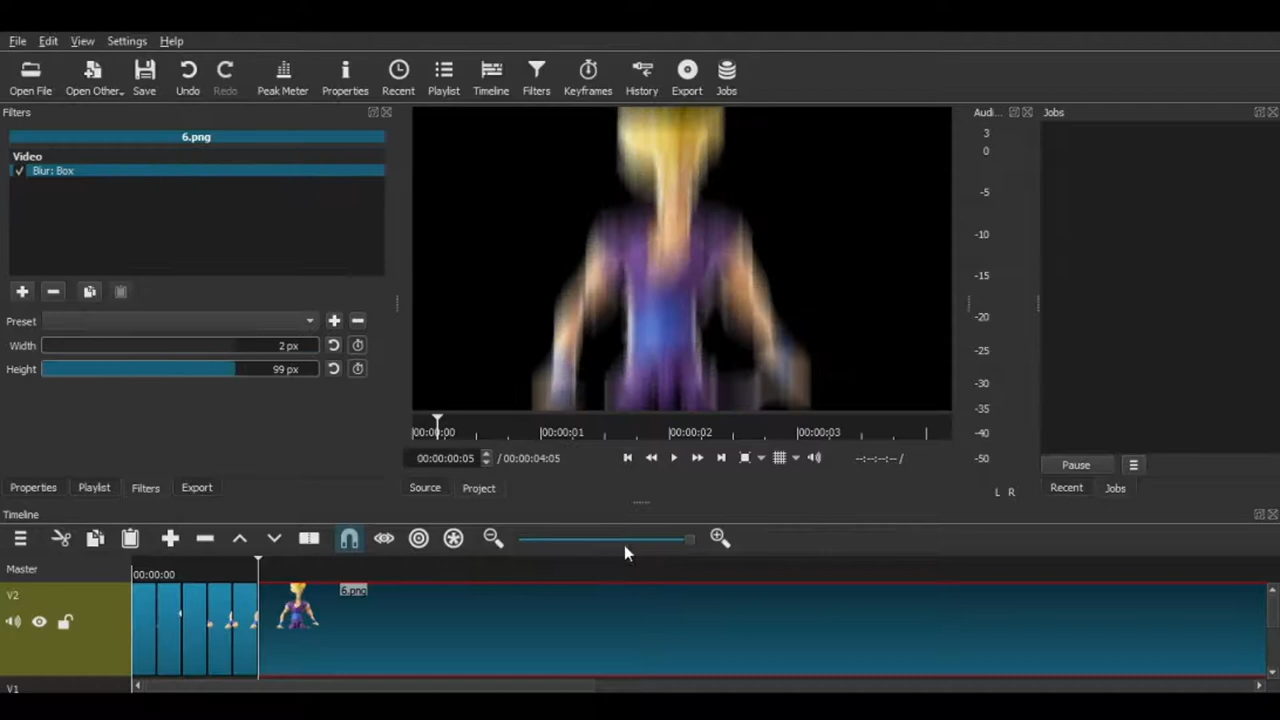 File Edit View Settings Help
Open File Open Other Save Undo Redo Peak Meter Properties Recent Playlist Timeline Filters Keyframes History Export Jobs
Filters
6.png
Video
✓ Blur: Box
Preset
Width 2 px
Height 99 px
Properties Playlist Filters Export
00:00:00 00:00:01 00:00:02 00:00:03
00:00:00:05 / 00:00:04:05
--:--:--:-- /
Source Project
Audi...
3
0
-5
-10
-15
-20
-25
-30
-35
-40
-50
L R
Jobs
Pause
Recent Jobs
Timeline
Master
00:00:00
V2
6.png
V1